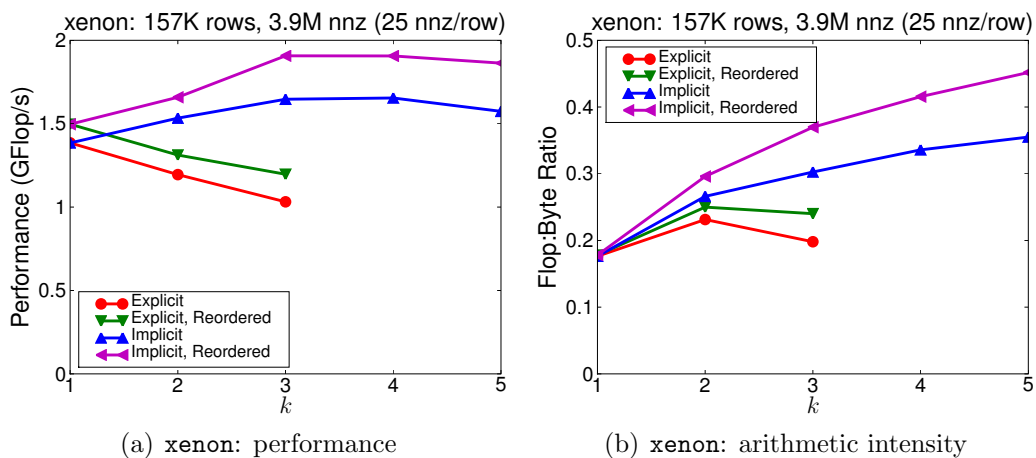 xenon: 157K rows, 3.9M nnz (25 nnz/row)
2
1.5
1
0.5
0
Performance (GFlop/s)
Explicit
Explicit, Reordered
Implicit
Implicit, Reordered
1 2 3 4 5
k
(a) xenon: performance
xenon: 157K rows, 3.9M nnz (25 nnz/row)
0.5
0.4
0.3
0.2
0.1
0
Flop:Byte Ratio
Explicit
Explicit, Reordered
Implicit
Implicit, Reordered
1 2 3 4 5
k
(b) xenon: arithmetic intensity